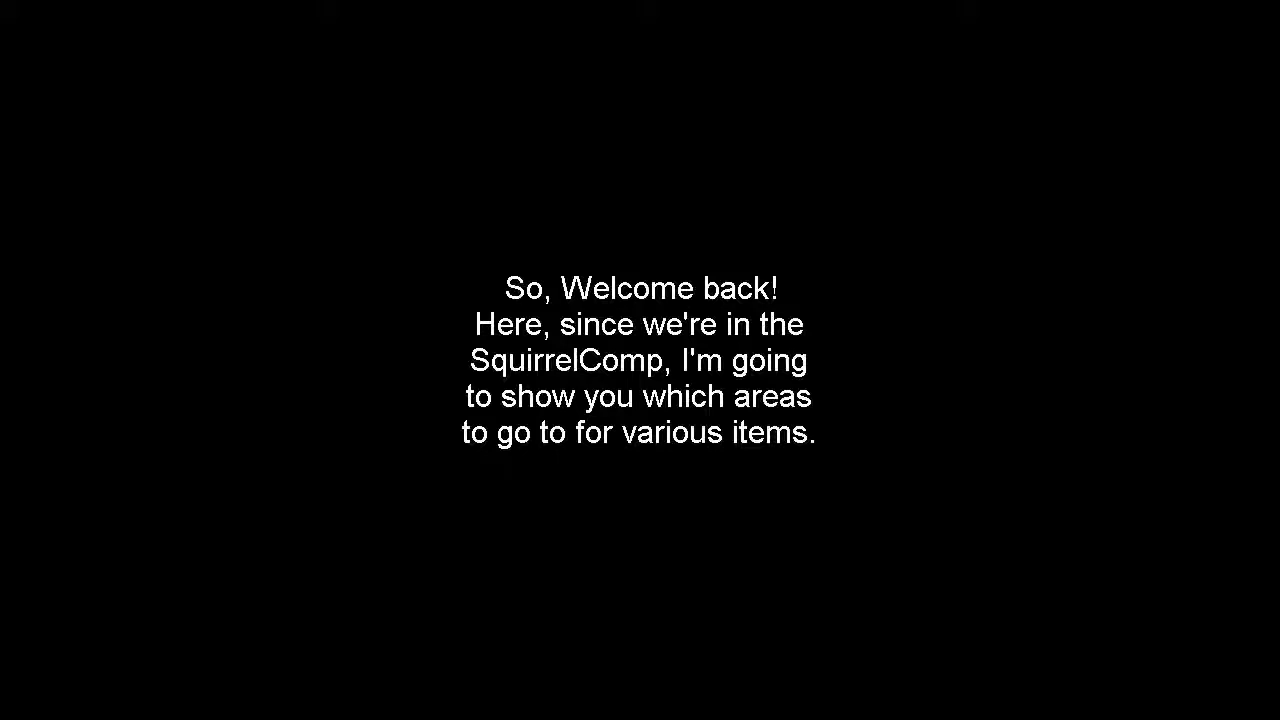 So, Welcome back!
Here, since we're in the
SquirrelComp, I'm going
to show you which areas
to go to for various items.